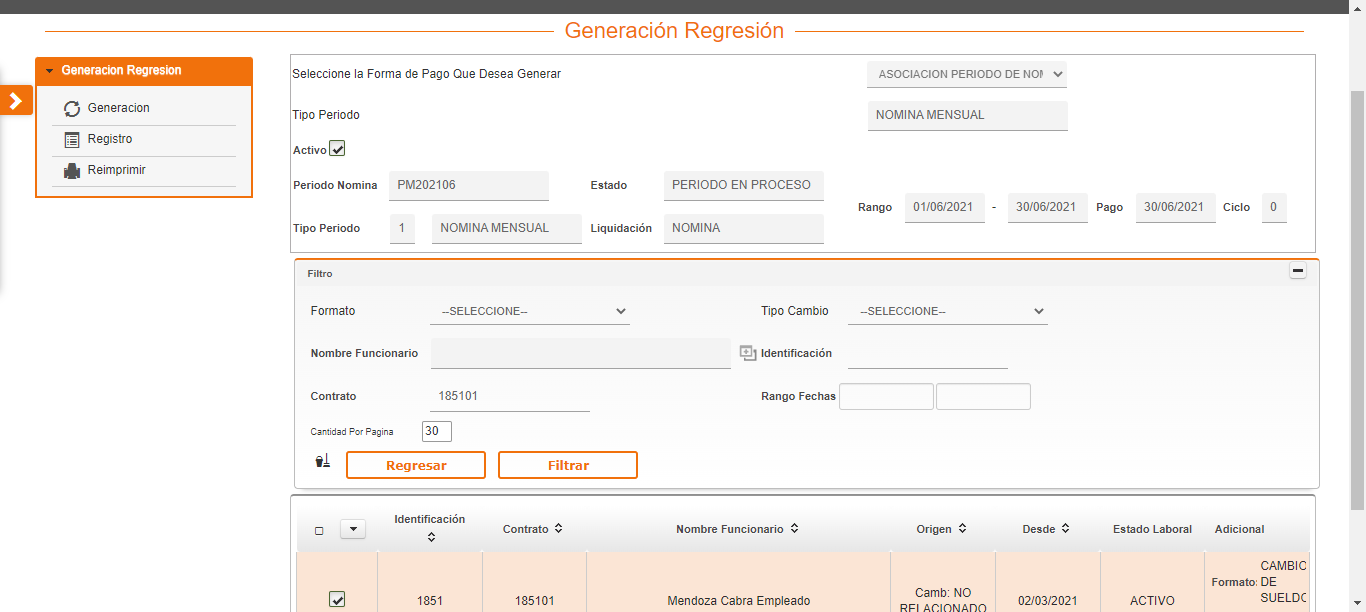 Generación Regresión
Generacion Regresion
Generacion
Registro
Reimprimir
Seleccione la Forma de Pago Que Desea Generar ASOCIACION PERIODO DE NOM
Tipo Periodo NOMINA MENSUAL
Activo
Periodo Nomina PM202106 Estado PERIODO EN PROCESO
Rango 01/06/2021 - 30/06/2021 Pago 30/06/2021 Ciclo 0
Tipo Periodo 1 NOMINA MENSUAL Liquidación NOMINA
Filtro
Formato --SELECCIONE-- Tipo Cambio --SELECCIONE--
Nombre Funcionario Identificación
Contrato 185101 Rango Fechas
Cantidad Por Pagina 30
Regresar Filtrar
Identificación Contrato Nombre Funcionario Origen Desde Estado Laboral Adicional
1851 185101 Mendoza Cabra Empleado Camb: NO RELACIONADO 02/03/2021 ACTIVO Formato: CAMBIO DE SUELDO